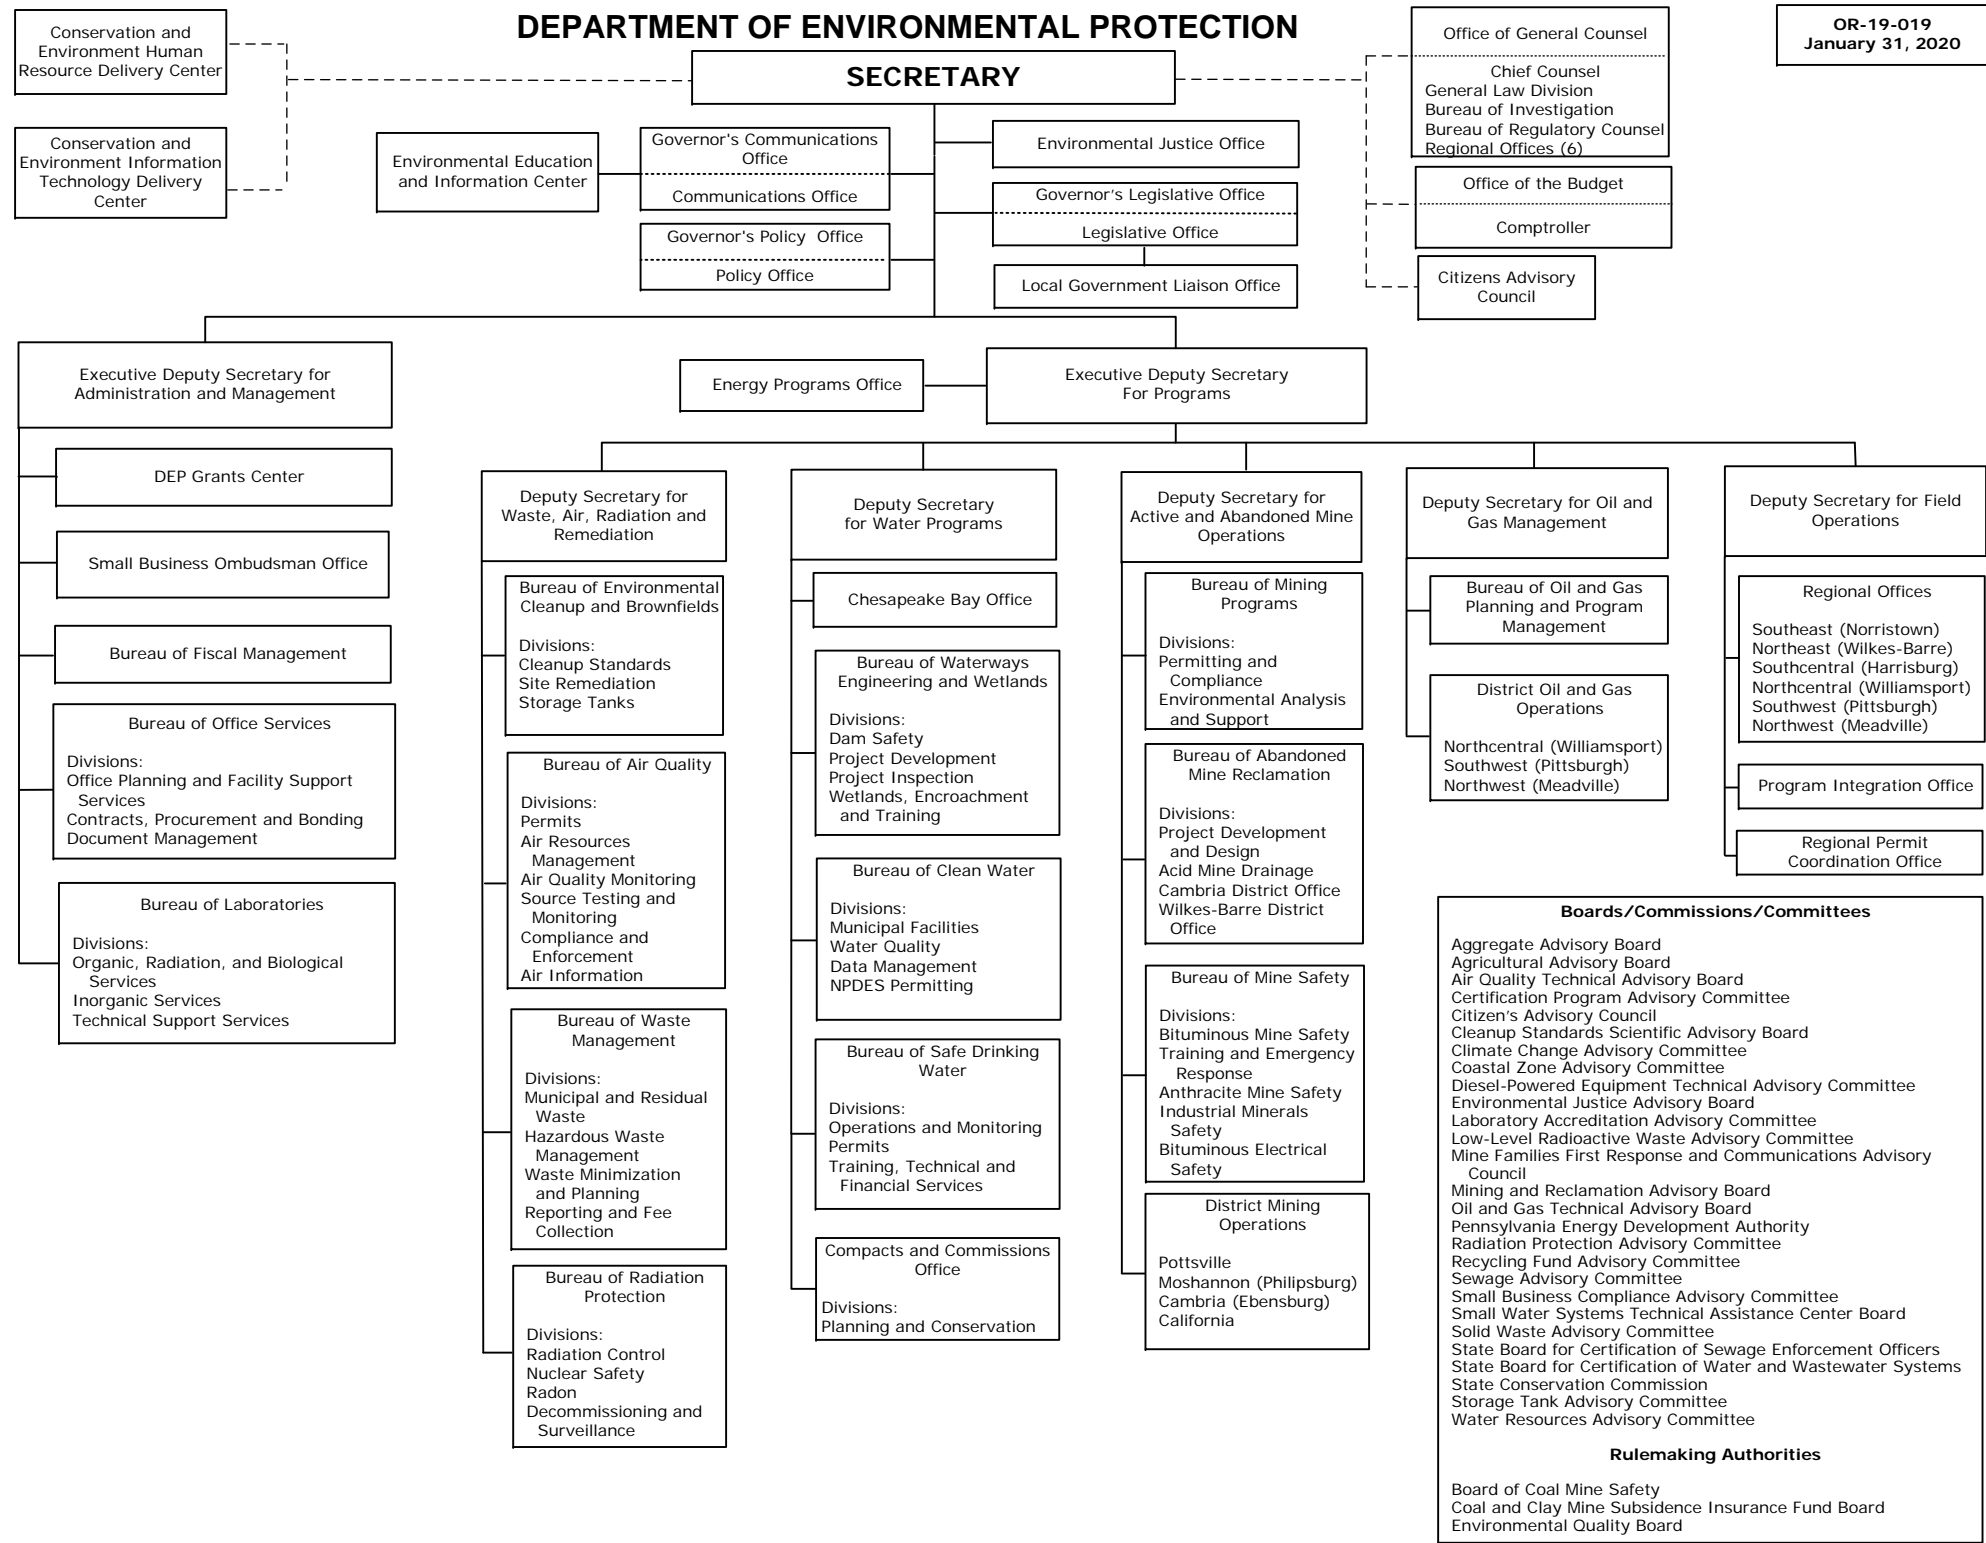 DEPARTMENT OF ENVIRONMENTAL PROTECTION
OR-19-019
January 31, 2020
SECRETARY
Conservation and
Environment Human
Resource Delivery Center
Conservation and
Environment Information
Technology Delivery
Center
Environmental Education
and Information Center
Governor's Communications
Office
Communications Office
Governor's Policy Office
Policy Office
Environmental Justice Office
Governor's Legislative Office
Legislative Office
Local Government Liaison Office
Office of General Counsel
Chief Counsel
General Law Division
Bureau of Investigation
Bureau of Regulatory Counsel
Regional Offices (6)
Office of the Budget
Comptroller
Citizens Advisory
Council
Executive Deputy Secretary for
Administration and Management
Energy Programs Office
Executive Deputy Secretary
For Programs
DEP Grants Center
Small Business Ombudsman Office
Bureau of Fiscal Management
Bureau of Office Services
Divisions:
Office Planning and Facility Support
Services
Contracts, Procurement and Bonding
Document Management
Bureau of Laboratories
Divisions:
Organic, Radiation, and Biological
Services
Inorganic Services
Technical Support Services
Deputy Secretary for
Waste, Air, Radiation and
Remediation
Bureau of Environmental
Cleanup and Brownfields
Divisions:
Cleanup Standards
Site Remediation
Storage Tanks
Bureau of Air Quality
Divisions:
Permits
Air Resources
Management
Air Quality Monitoring
Source Testing and
Monitoring
Compliance and
Enforcement
Air Information
Bureau of Waste
Management
Divisions:
Municipal and Residual
Waste
Hazardous Waste
Management
Waste Minimization
and Planning
Reporting and Fee
Collection
Bureau of Radiation
Protection
Divisions:
Radiation Control
Nuclear Safety
Radon
Decommissioning and
Surveillance
Deputy Secretary
for Water Programs
Chesapeake Bay Office
Bureau of Waterways
Engineering and Wetlands
Divisions:
Dam Safety
Project Development
Project Inspection
Wetlands, Encroachment
and Training
Bureau of Clean Water
Divisions:
Municipal Facilities
Water Quality
Data Management
NPDES Permitting
Bureau of Safe Drinking
Water
Divisions:
Operations and Monitoring
Permits
Training, Technical and
Financial Services
Compacts and Commissions
Office
Divisions:
Planning and Conservation
Deputy Secretary for
Active and Abandoned Mine
Operations
Bureau of Mining
Programs
Divisions:
Permitting and
Compliance
Environmental Analysis
and Support
Bureau of Abandoned
Mine Reclamation
Divisions:
Project Development
and Design
Acid Mine Drainage
Cambria District Office
Wilkes-Barre District
Office
Bureau of Mine Safety
Divisions:
Bituminous Mine Safety
Training and Emergency
Response
Anthracite Mine Safety
Industrial Minerals
Safety
Bituminous Electrical
Safety
District Mining
Operations
Pottsville
Moshannon (Philipsburg)
Cambria (Ebensburg)
California
Deputy Secretary for Oil and
Gas Management
Bureau of Oil and Gas
Planning and Program
Management
District Oil and Gas
Operations
Northcentral (Williamsport)
Southwest (Pittsburgh)
Northwest (Meadville)
Deputy Secretary for Field
Operations
Regional Offices
Southeast (Norristown)
Northeast (Wilkes-Barre)
Southcentral (Harrisburg)
Northcentral (Williamsport)
Southwest (Pittsburgh)
Northwest (Meadville)
Program Integration Office
Regional Permit
Coordination Office
Boards/Commissions/Committees
Aggregate Advisory Board
Agricultural Advisory Board
Air Quality Technical Advisory Board
Certification Program Advisory Committee
Citizen's Advisory Council
Cleanup Standards Scientific Advisory Board
Climate Change Advisory Committee
Coastal Zone Advisory Committee
Diesel-Powered Equipment Technical Advisory Committee
Environmental Justice Advisory Board
Laboratory Accreditation Advisory Committee
Low-Level Radioactive Waste Advisory Committee
Mine Families First Response and Communications Advisory
Council
Mining and Reclamation Advisory Board
Oil and Gas Technical Advisory Board
Pennsylvania Energy Development Authority
Radiation Protection Advisory Committee
Recycling Fund Advisory Committee
Sewage Advisory Committee
Small Business Compliance Advisory Committee
Small Water Systems Technical Assistance Center Board
Solid Waste Advisory Committee
State Board for Certification of Sewage Enforcement Officers
State Board for Certification of Water and Wastewater Systems
State Conservation Commission
Storage Tank Advisory Committee
Water Resources Advisory Committee
Rulemaking Authorities
Board of Coal Mine Safety
Coal and Clay Mine Subsidence Insurance Fund Board
Environmental Quality Board